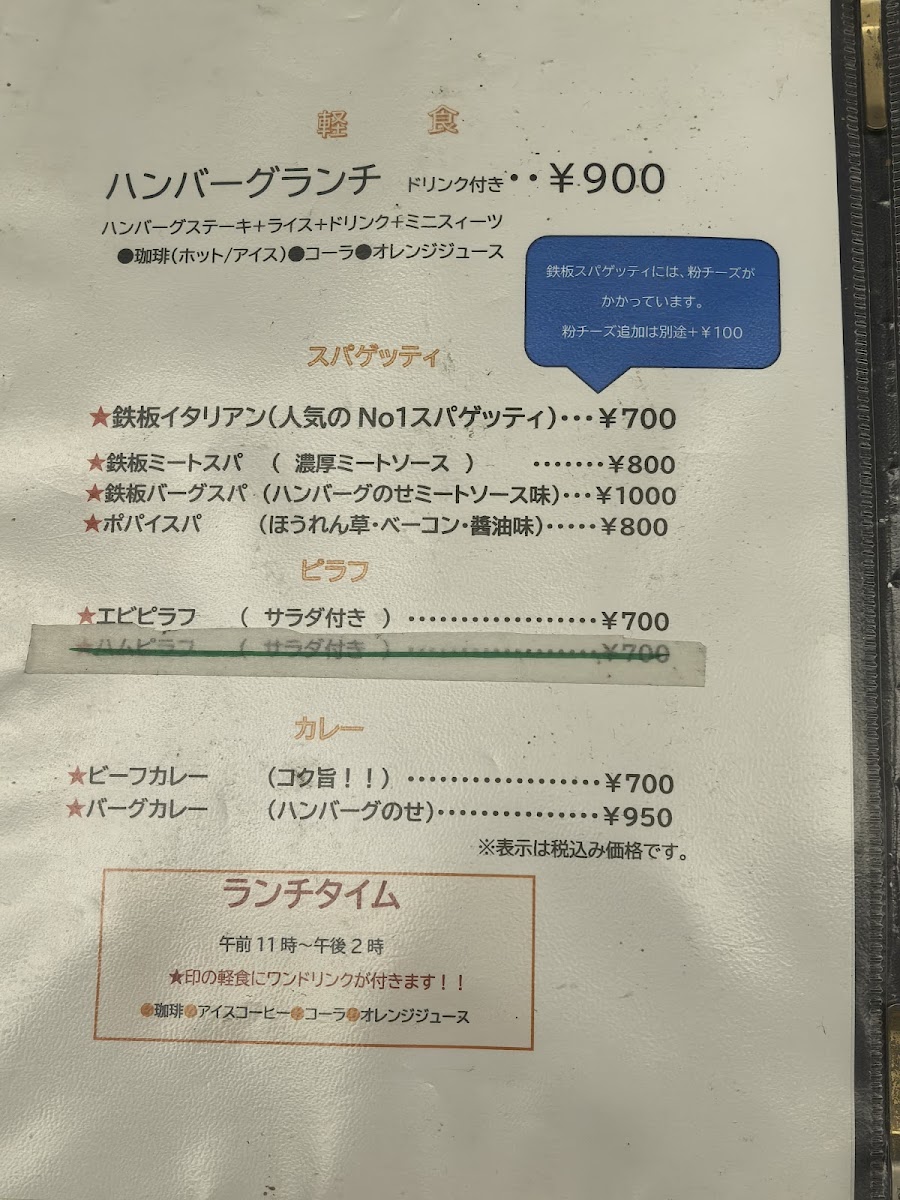 軽 食
ハンバーグランチ ドリンク付き・・¥900
ハンバーグステーキ+ライス+ドリンク+ミニスィーツ
●珈琲(ホット/アイス)●コーラ●オレンジジュース
鉄板スパゲッティには、粉チーズが
かかっています。
粉チーズ追加は別途+¥100
スパゲッティ
★鉄板イタリアン(人気のNo1スパゲッティ)・・・¥700
★鉄板ミートスパ ( 濃厚ミートソース ) ・・・・・・・¥800
★鉄板バーグスパ (ハンバーグのせミートソース味)・・・¥1000
★ポパイスパ (ほうれん草・ベーコン・醬油味)・・・・・¥800
ピラフ
★エビピラフ ( サラダ付き ) ・・・・・・・・・・・・・・・・・・¥700
★ハムピラフ ( サラダ付き ) ・・・・・・・・・・・・・・・・・・¥700
カレー
★ビーフカレー (コク旨!!) ・・・・・・・・・・・・・・・・・・¥700
★バーグカレー (ハンバーグのせ)・・・・・・・・・・・・・・・¥950
※表示は税込み価格です。
ランチタイム
午前11時~午後2時
★印の軽食にワンドリンクが付きます!!
●珈琲●アイスコーヒー●コーラ●オレンジジュース